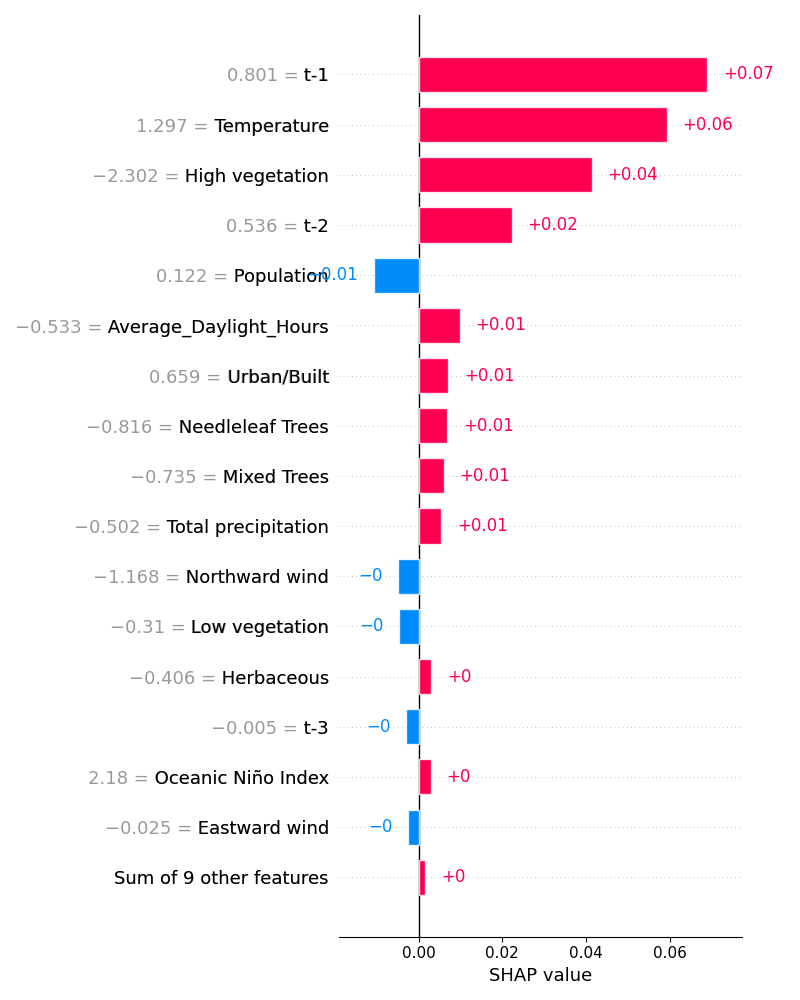 0.801 = t-1 +0.07
1.297 = Temperature +0.06
−2.302 = High vegetation +0.04
0.536 = t-2 +0.02
0.122 = Population −0.01
−0.533 = Average_Daylight_Hours +0.01
0.659 = Urban/Built +0.01
−0.816 = Needleleaf Trees +0.01
−0.735 = Mixed Trees +0.01
−0.502 = Total precipitation +0.01
−1.168 = Northward wind −0
−0.31 = Low vegetation −0
−0.406 = Herbaceous +0
−0.005 = t-3 −0
2.18 = Oceanic Niño Index +0
−0.025 = Eastward wind −0
Sum of 9 other features +0
0.00 0.02 0.04 0.06
SHAP value